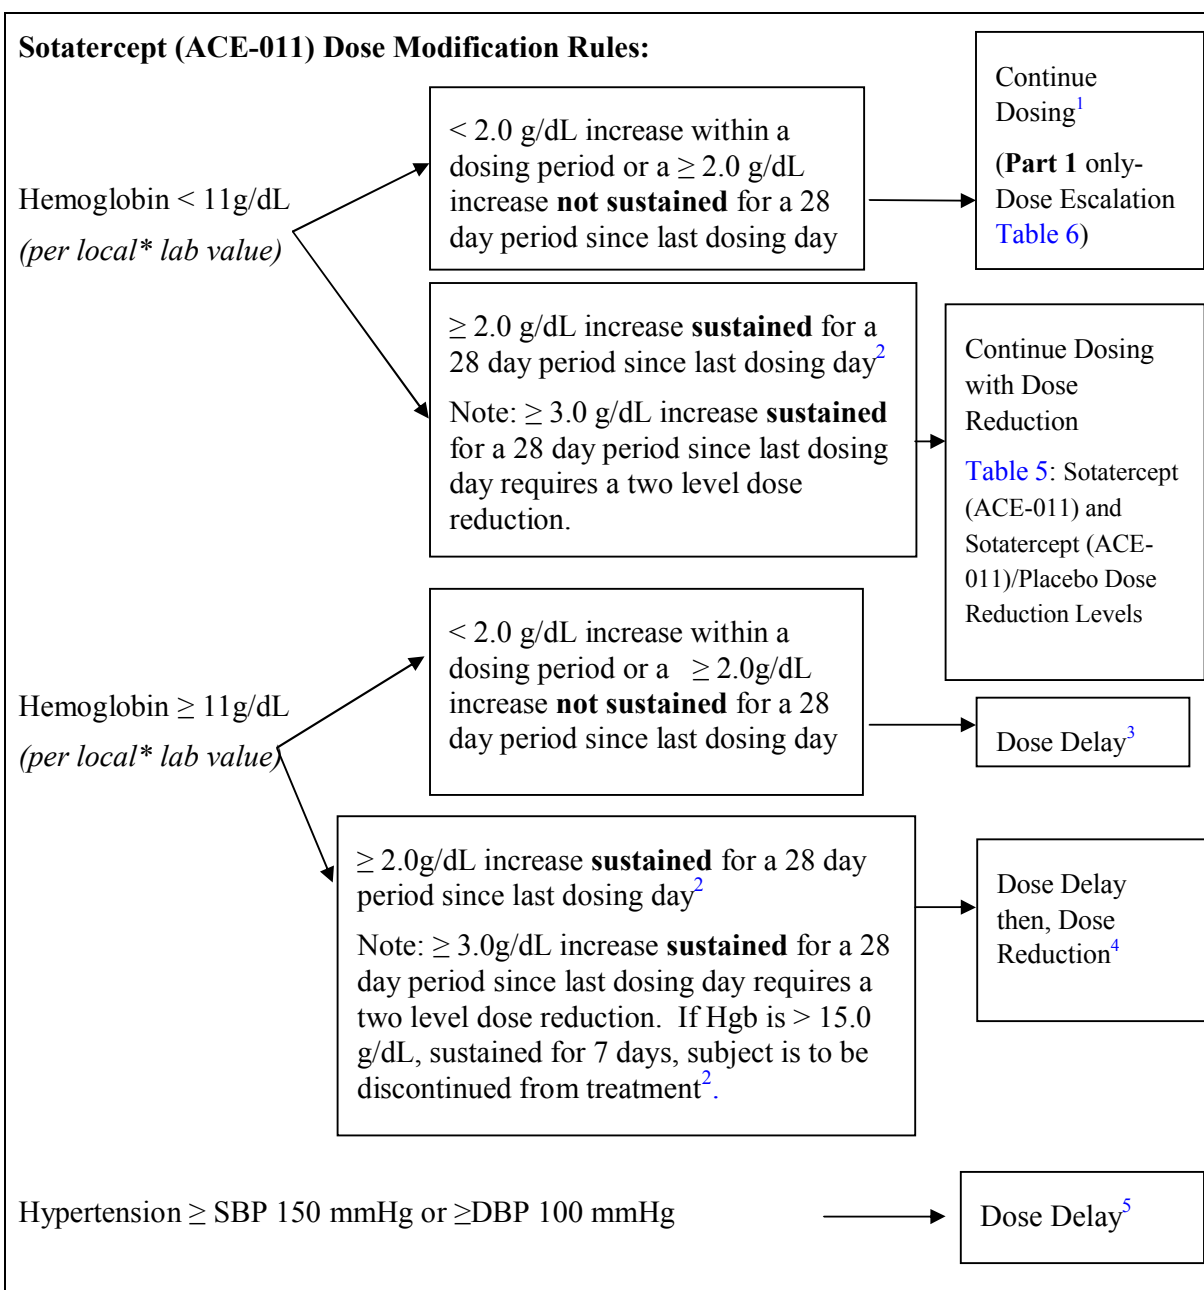 Sotatercept (ACE-011) Dose Modification Rules:
Hemoglobin < 11g/dL
(per local* lab value)
< 2.0 g/dL increase within a
dosing period or a ≥ 2.0 g/dL
increase not sustained for a 28
day period since last dosing day
Continue
Dosing1
(Part 1 only-
Dose Escalation
Table 6)
≥ 2.0 g/dL increase sustained for a
28 day period since last dosing day2
Note: ≥ 3.0 g/dL increase sustained
for a 28 day period since last dosing
day requires a two level dose
reduction.
Continue Dosing
with Dose
Reduction
Table 5: Sotatercept
(ACE-011) and
Sotatercept (ACE-
011)/Placebo Dose
Reduction Levels
Hemoglobin ≥ 11g/dL
(per local* lab value)
< 2.0 g/dL increase within a
dosing period or a ≥ 2.0g/dL
increase not sustained for a 28
day period since last dosing day
Dose Delay3
≥ 2.0g/dL increase sustained for a 28 day
period since last dosing day2
Note: ≥ 3.0g/dL increase sustained for a 28
day period since last dosing day requires a
two level dose reduction. If Hgb is > 15.0
g/dL, sustained for 7 days, subject is to be
discontinued from treatment2.
Dose Delay
then, Dose
Reduction4
Hypertension ≥ SBP 150 mmHg or ≥DBP 100 mmHg
Dose Delay5